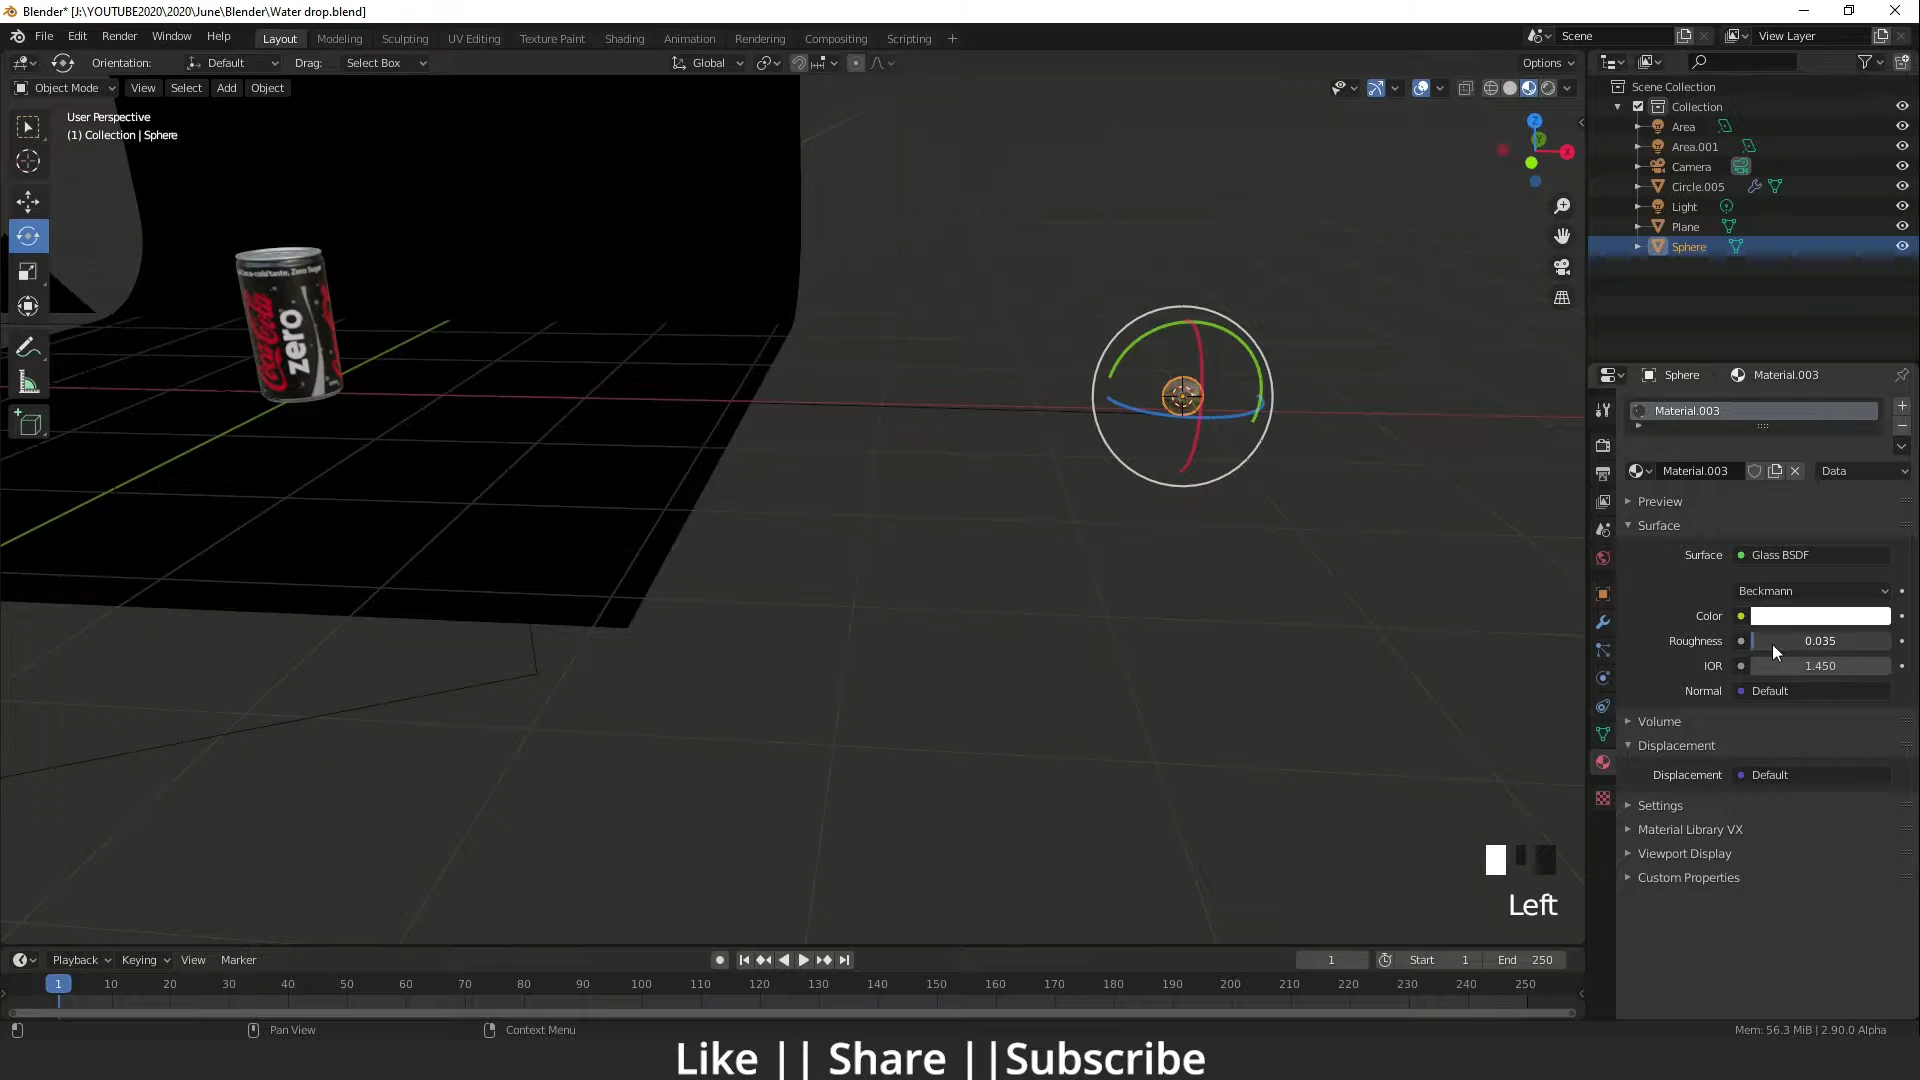 Blender* [J:\YOUTUBE2020\2020\June\Blender\Water drop.blend]
File Edit Render Window Help Layout Modeling Sculpting UV Editing Texture Paint Shading Animation Rendering Compositing Scripting Scene View Layer
Orientation: Default Drag: Select Box Global Options
Object Mode View Select Add Object
User Perspective
(1) Collection | Sphere
Z
X
Coca-Cola
zero
Scene Collection
Collection
Area
Area.001
Camera
Circle.005
Light
Plane
Sphere
Sphere Material.003
Material.003
Material.003 Data
Preview
Surface
Surface Glass BSDF
Beckmann
Color
Roughness 0.035
IOR 1.450
Normal Default
Volume
Displacement
Displacement Default
Settings
Material Library VX
Viewport Display
Custom Properties
Left
Playback Keying View Marker 1 Start 1 End 250
1 10 20 30 40 50 60 70 80 90 100 110 120 130 140 150 160 170 180 190 200 210 220 230 240 250
Pan View Context Menu Mem: 56.3 MiB | 2.90.0 Alpha
Like || Share ||Subscribe